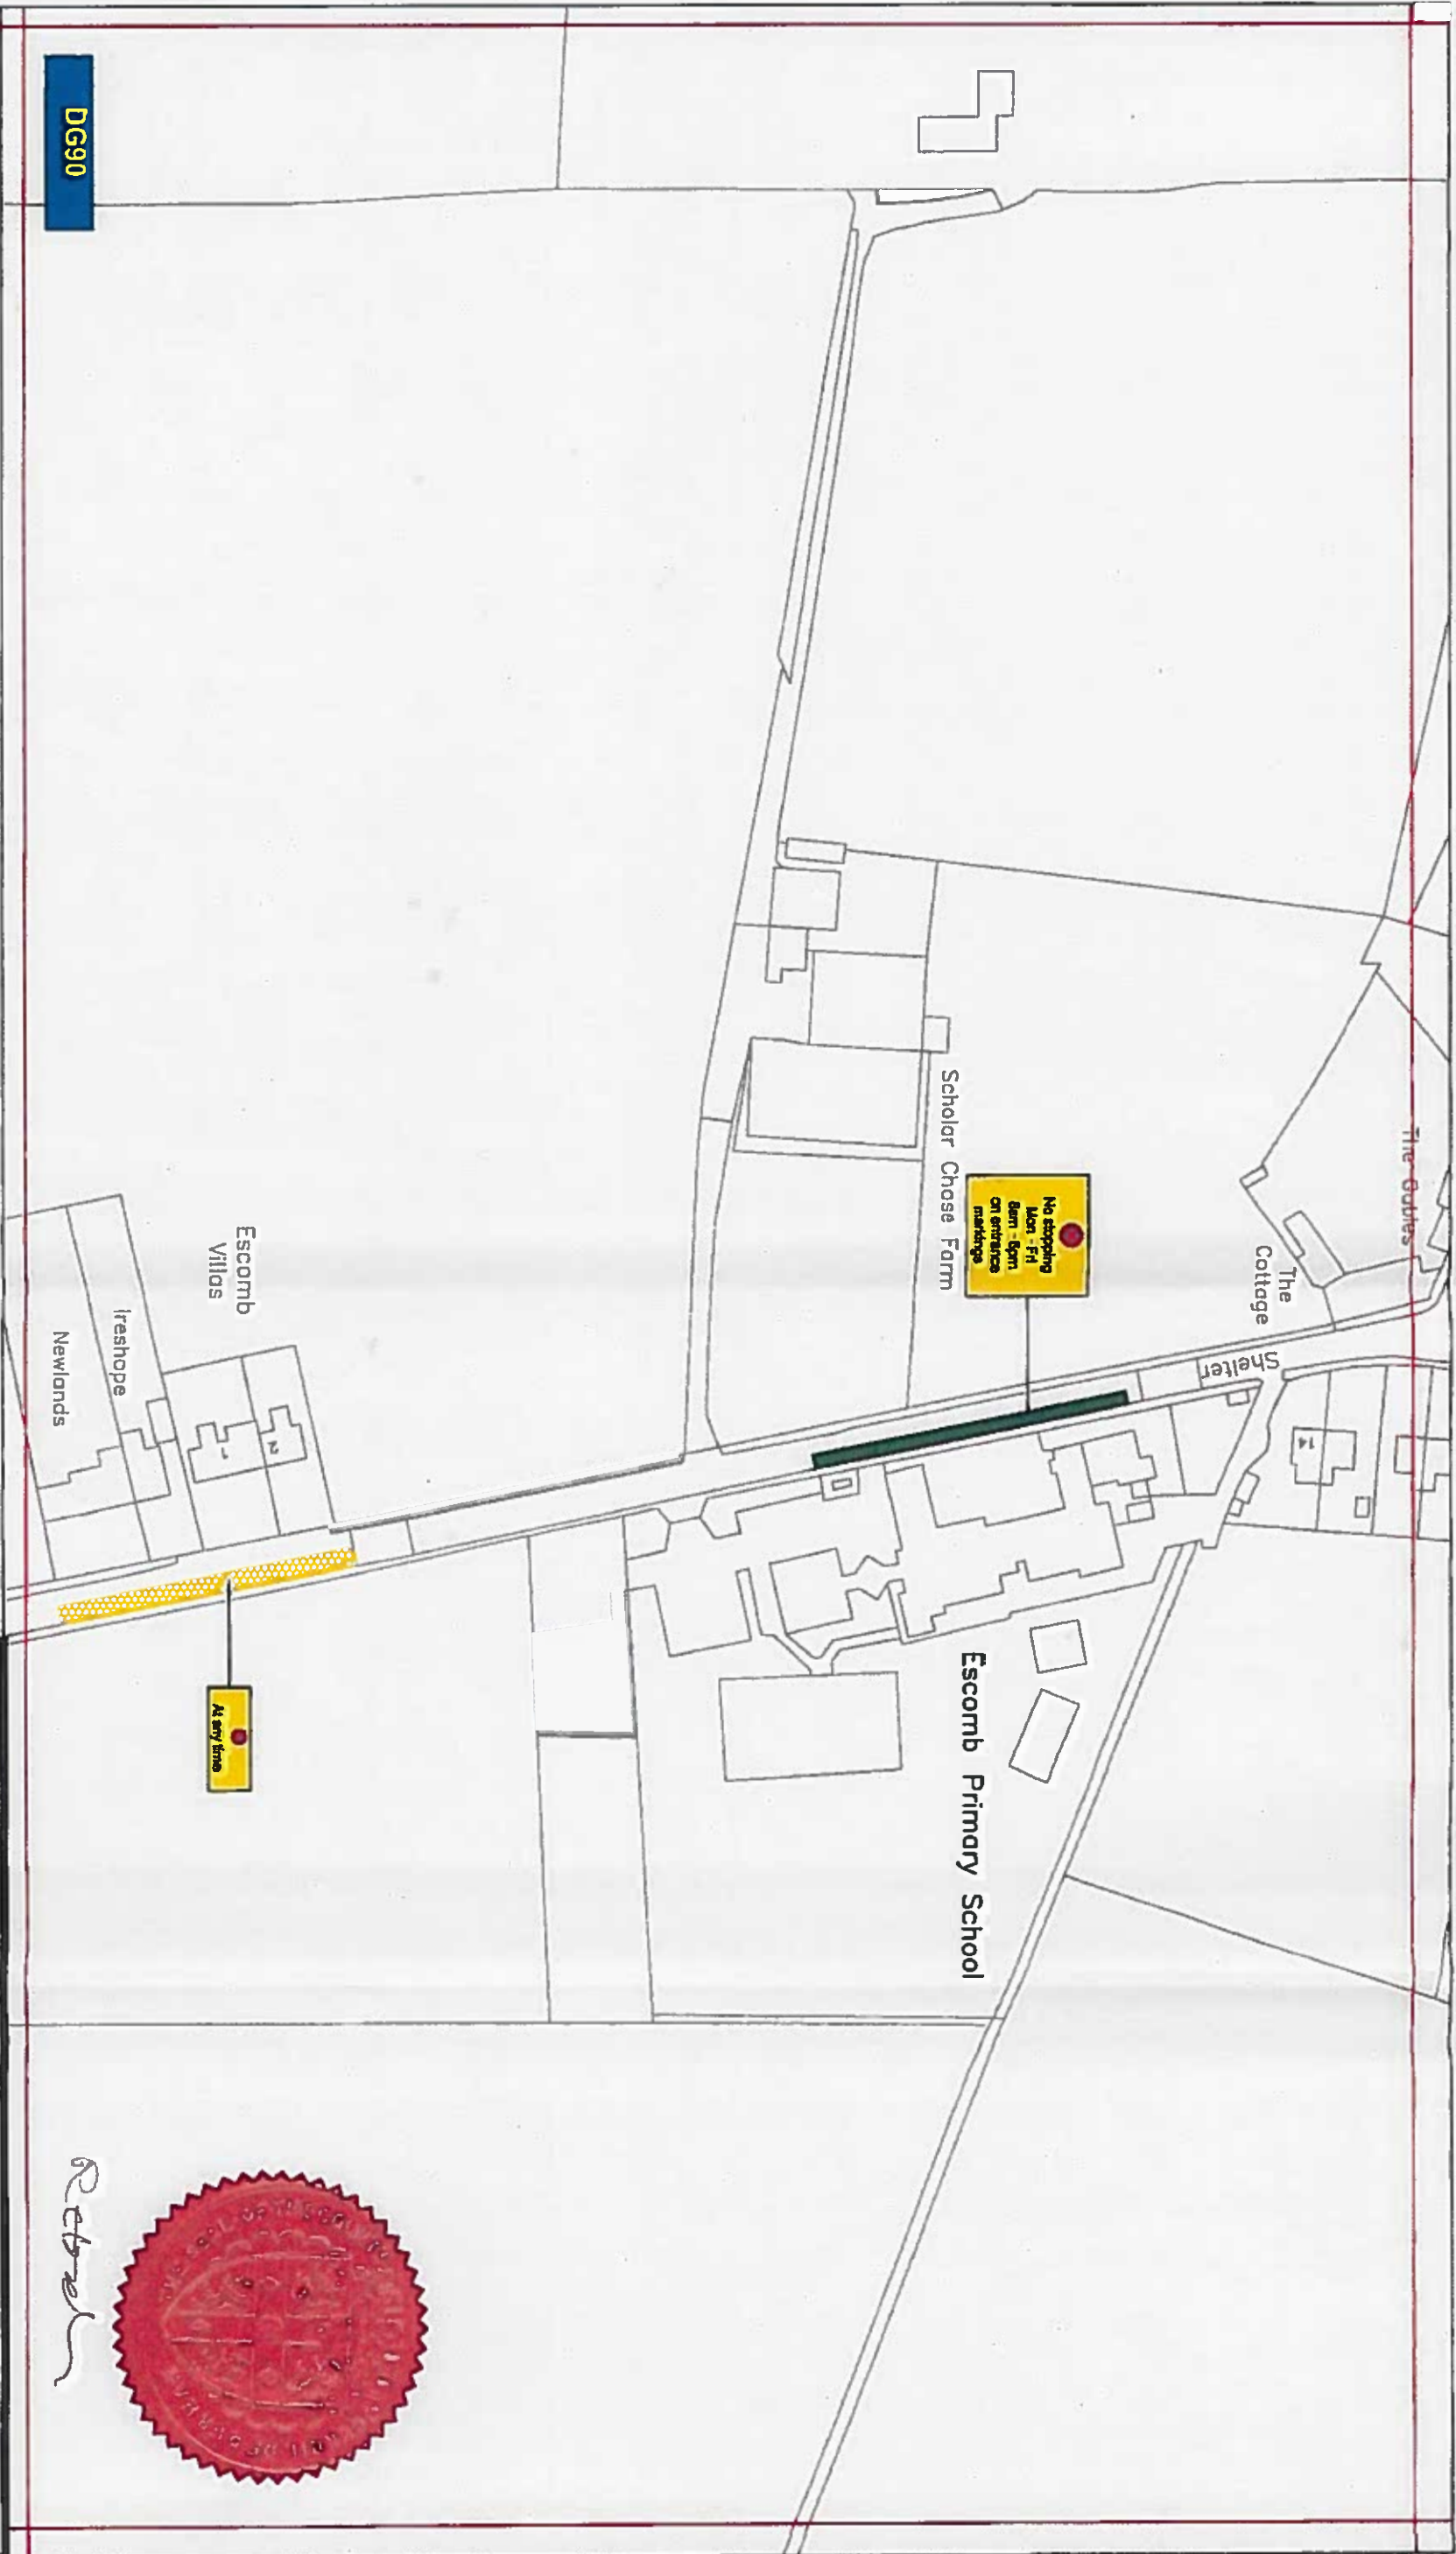 The Gables
14
The
Cottage
Shelter
No stopping
Mon - Fri
8am - 5pm
on entrance
markings
Scholar Chase Farm
Escomb Primary School
Escomb
Villas
2
1
At any time
Ireshope
Newlands
DG90